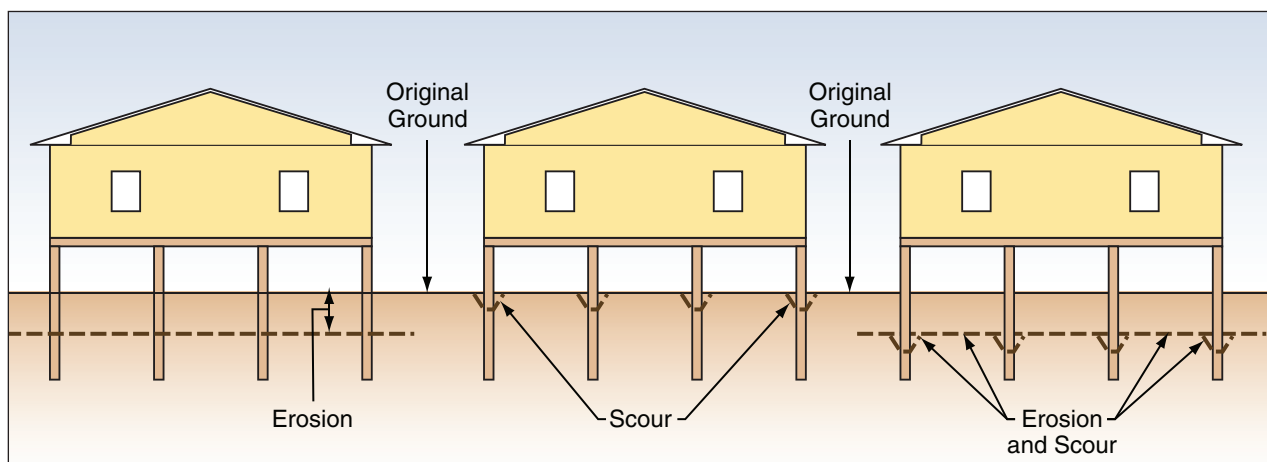 Original
Ground
Original
Ground
Erosion
Scour
Erosion
and Scour